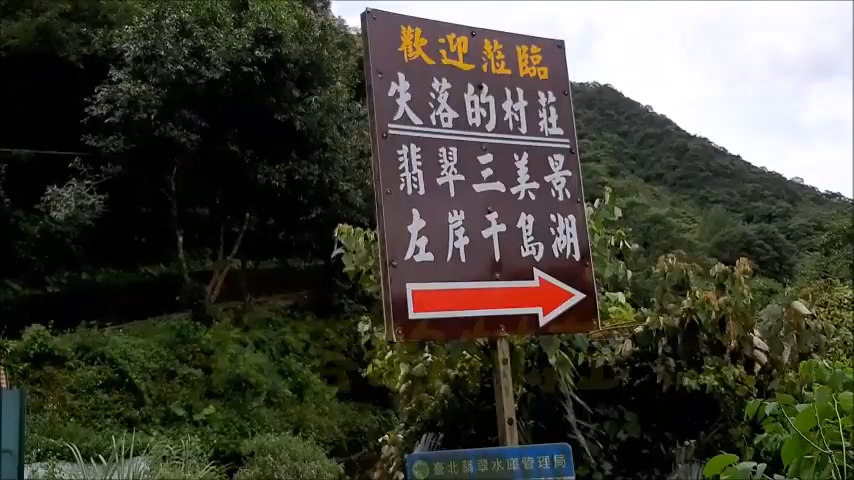 歡迎蒞臨
失落的村莊
翡翠三美景
左岸千島湖
臺北翡翠水庫管理局